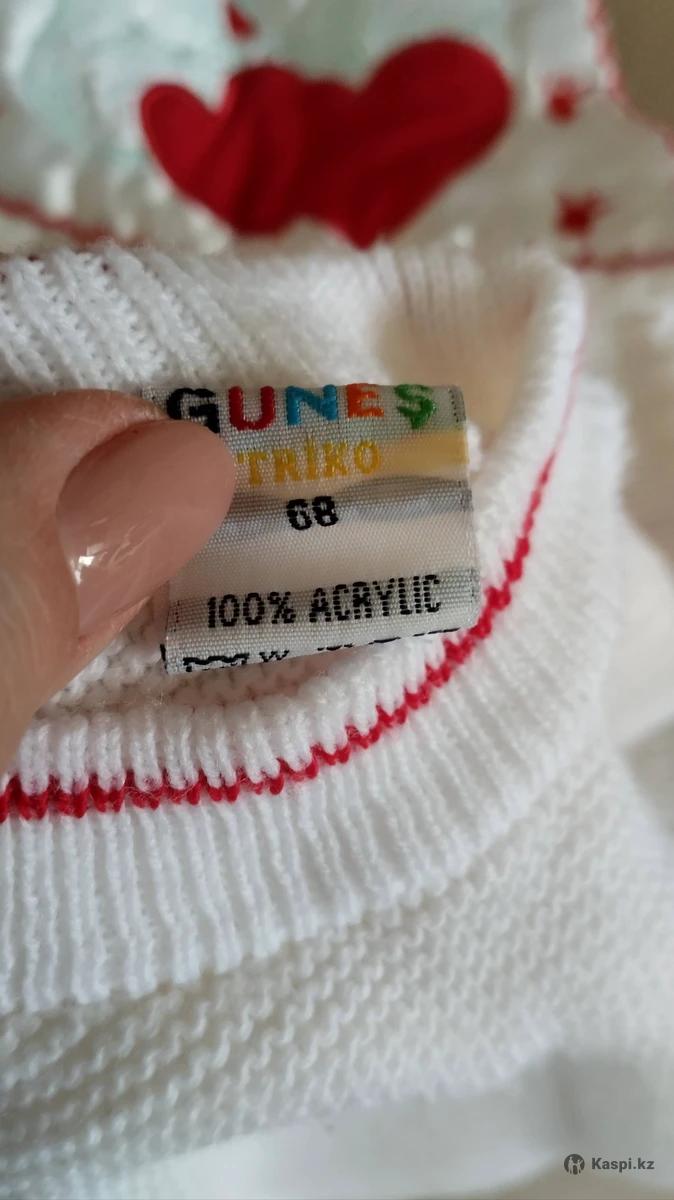 GUNEŞ
TRİKO
68
100% ACRYLIC
Kaspi.kz